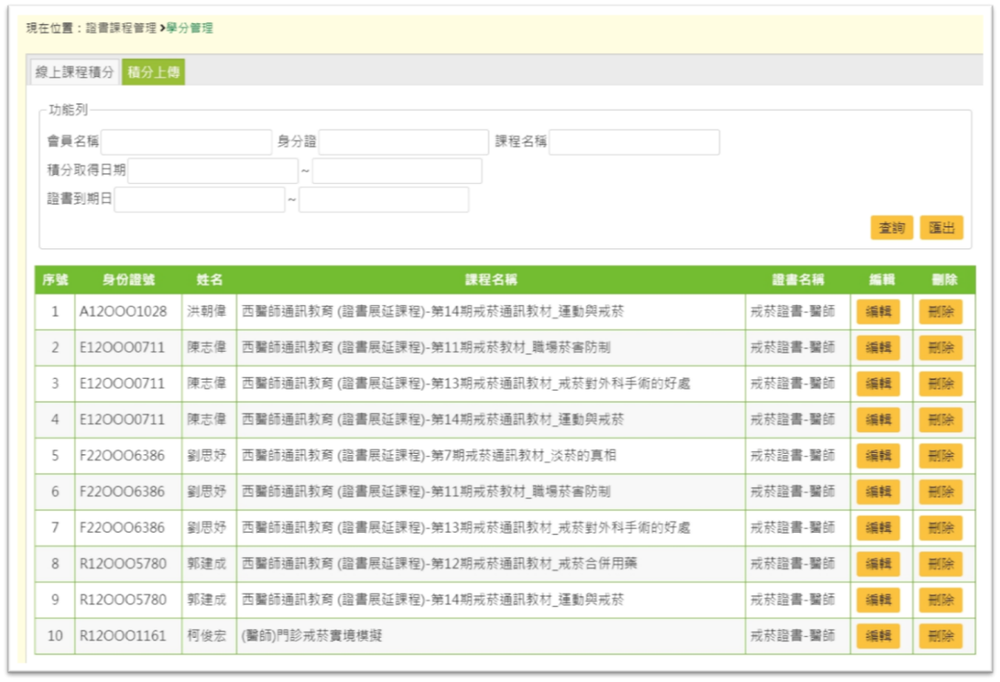 現在位置：證書課程管理>學分管理
線上課程積分 積分上傳
功能列
會員名稱 身分證 課程名稱
積分取得日期 ~
證書到期日 ~
查詢 匯出
序號 身份證號 姓名 課程名稱 證書名稱 編輯 刪除
1 A12OOO1028 洪朝偉 西醫師通訊教育 (證書展延課程)-第14期戒菸通訊教材_運動與戒菸 戒菸證書-醫師 編輯 刪除
2 E12OOO0711 陳志偉 西醫師通訊教育 (證書展延課程)-第11期戒菸教材_職場菸害防制 戒菸證書-醫師 編輯 刪除
3 E12OOO0711 陳志偉 西醫師通訊教育 (證書展延課程)-第13期戒菸通訊教材_戒菸對外科手術的好處 戒菸證書-醫師 編輯 刪除
4 E12OOO0711 陳志偉 西醫師通訊教育 (證書展延課程)-第14期戒菸通訊教材_運動與戒菸 戒菸證書-醫師 編輯 刪除
5 F22OOO6386 劉思妤 西醫師通訊教育 (證書展延課程)-第7期戒菸通訊教材_淡菸的真相 戒菸證書-醫師 編輯 刪除
6 F22OOO6386 劉思妤 西醫師通訊教育 (證書展延課程)-第11期戒菸教材_職場菸害防制 戒菸證書-醫師 編輯 刪除
7 F22OOO6386 劉思妤 西醫師通訊教育 (證書展延課程)-第13期戒菸通訊教材_戒菸對外科手術的好處 戒菸證書-醫師 編輯 刪除
8 R12OOO5780 郭建成 西醫師通訊教育 (證書展延課程)-第12期戒菸通訊教材_戒菸合併用藥 戒菸證書-醫師 編輯 刪除
9 R12OOO5780 郭建成 西醫師通訊教育 (證書展延課程)-第14期戒菸通訊教材_運動與戒菸 戒菸證書-醫師 編輯 刪除
10 R12OOO1161 柯俊宏 (醫師)門診戒菸實境模擬 戒菸證書-醫師 編輯 刪除